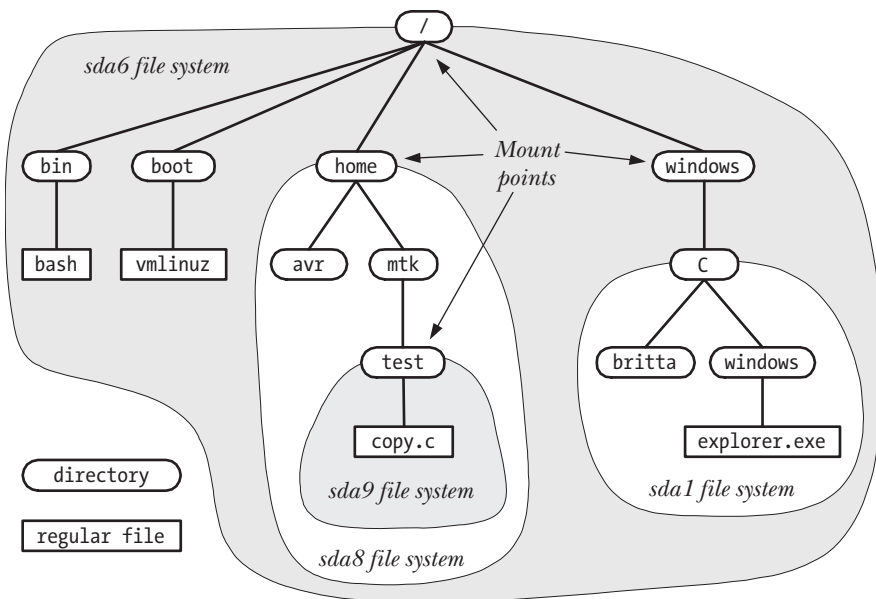 /
sda6 file system
bin
boot
home
Mount
points
windows
bash
vmlinuz
avr
mtk
C
test
britta
windows
copy.c
explorer.exe
directory
sda9 file system
sda1 file system
regular file
sda8 file system